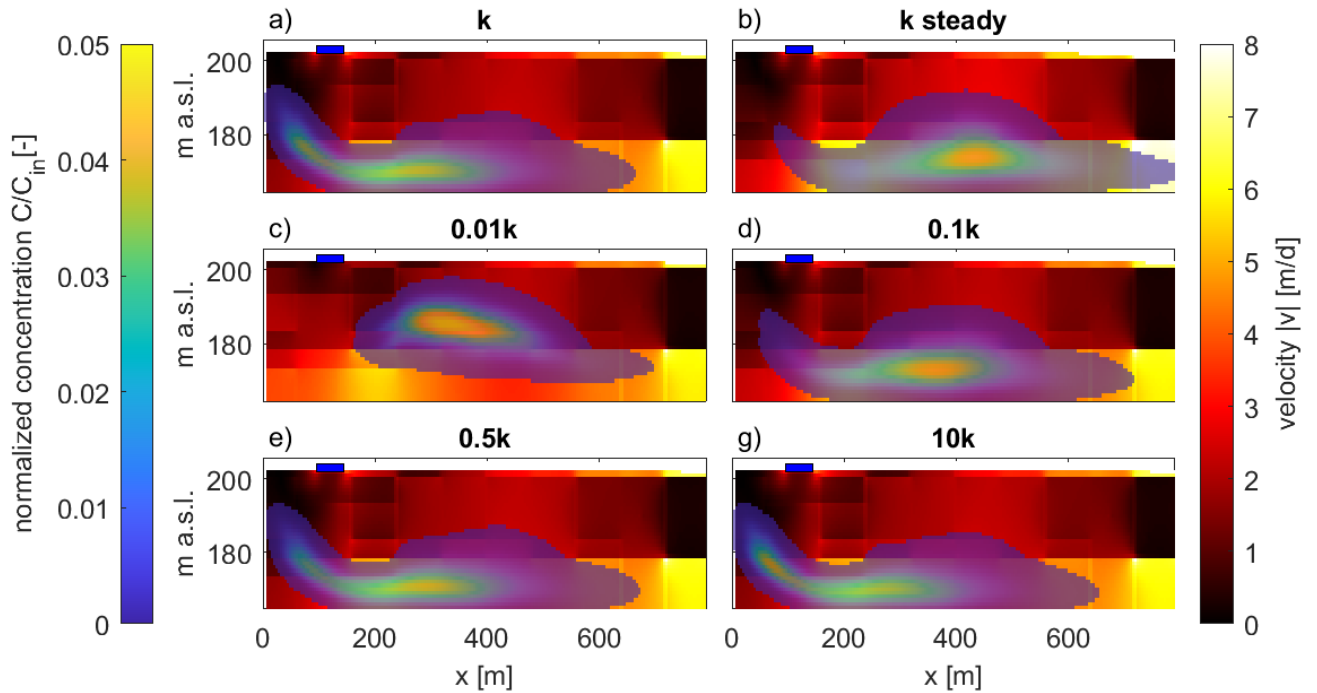 a) k
b) k steady
0.05
0.04
0.03
0.02
0.01
0
normalized concentration C/C_in[-]
200
180
m a.s.l.
c) 0.01k
d) 0.1k
200
180
m a.s.l.
e) 0.5k
g) 10k
200
180
m a.s.l.
0 200 400 600
x [m]
0 200 400 600
x [m]
8
7
6
5
4
3
2
1
0
velocity |v| [m/d]